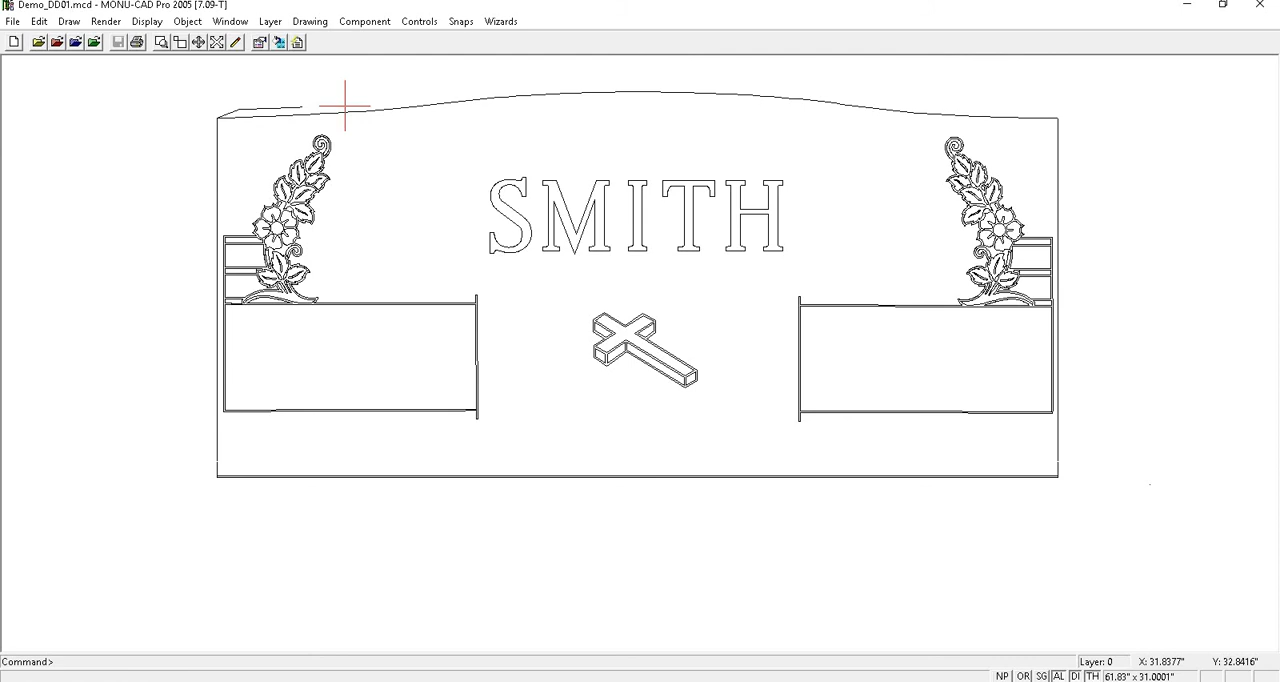 Demo_DD01.mcd - MONU-CAD Pro 2005 [7.09-T]
File Edit Draw Render Display Object Window Layer Drawing Component Controls Snaps Wizards
SMITH
Command> Layer: 0 X: 31.8377" Y: 32.8416"
NP OR SG AL DI TH 61.83" x 31.0001"